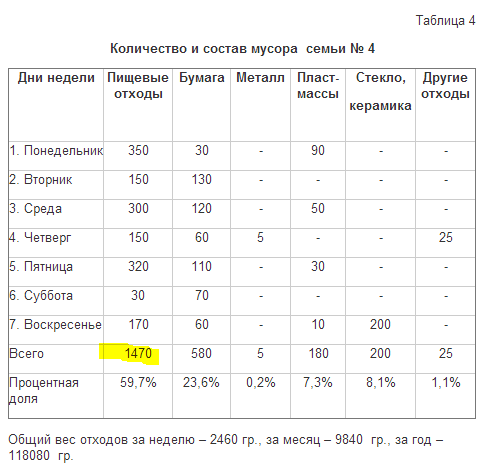 Таблица 4
Количество и состав мусора семьи № 4
Дни недели Пищевые отходы Бумага Металл Пласт-массы Стекло, керамика Другие отходы
1. Понедельник 350 30 - 90 - -
2. Вторник 150 130 - - - -
3. Среда 300 120 - 50 - -
4. Четверг 150 60 5 - - 25
5. Пятница 320 110 - 30 - -
6. Суббота 30 70 - - - -
7. Воскресенье 170 60 - 10 200 -
Всего 1470 580 5 180 200 25
Процентная доля 59,7% 23,6% 0,2% 7,3% 8,1% 1,1%
Общий вес отходов за неделю – 2460 гр., за месяц – 9840 гр., за год –
118080 гр.